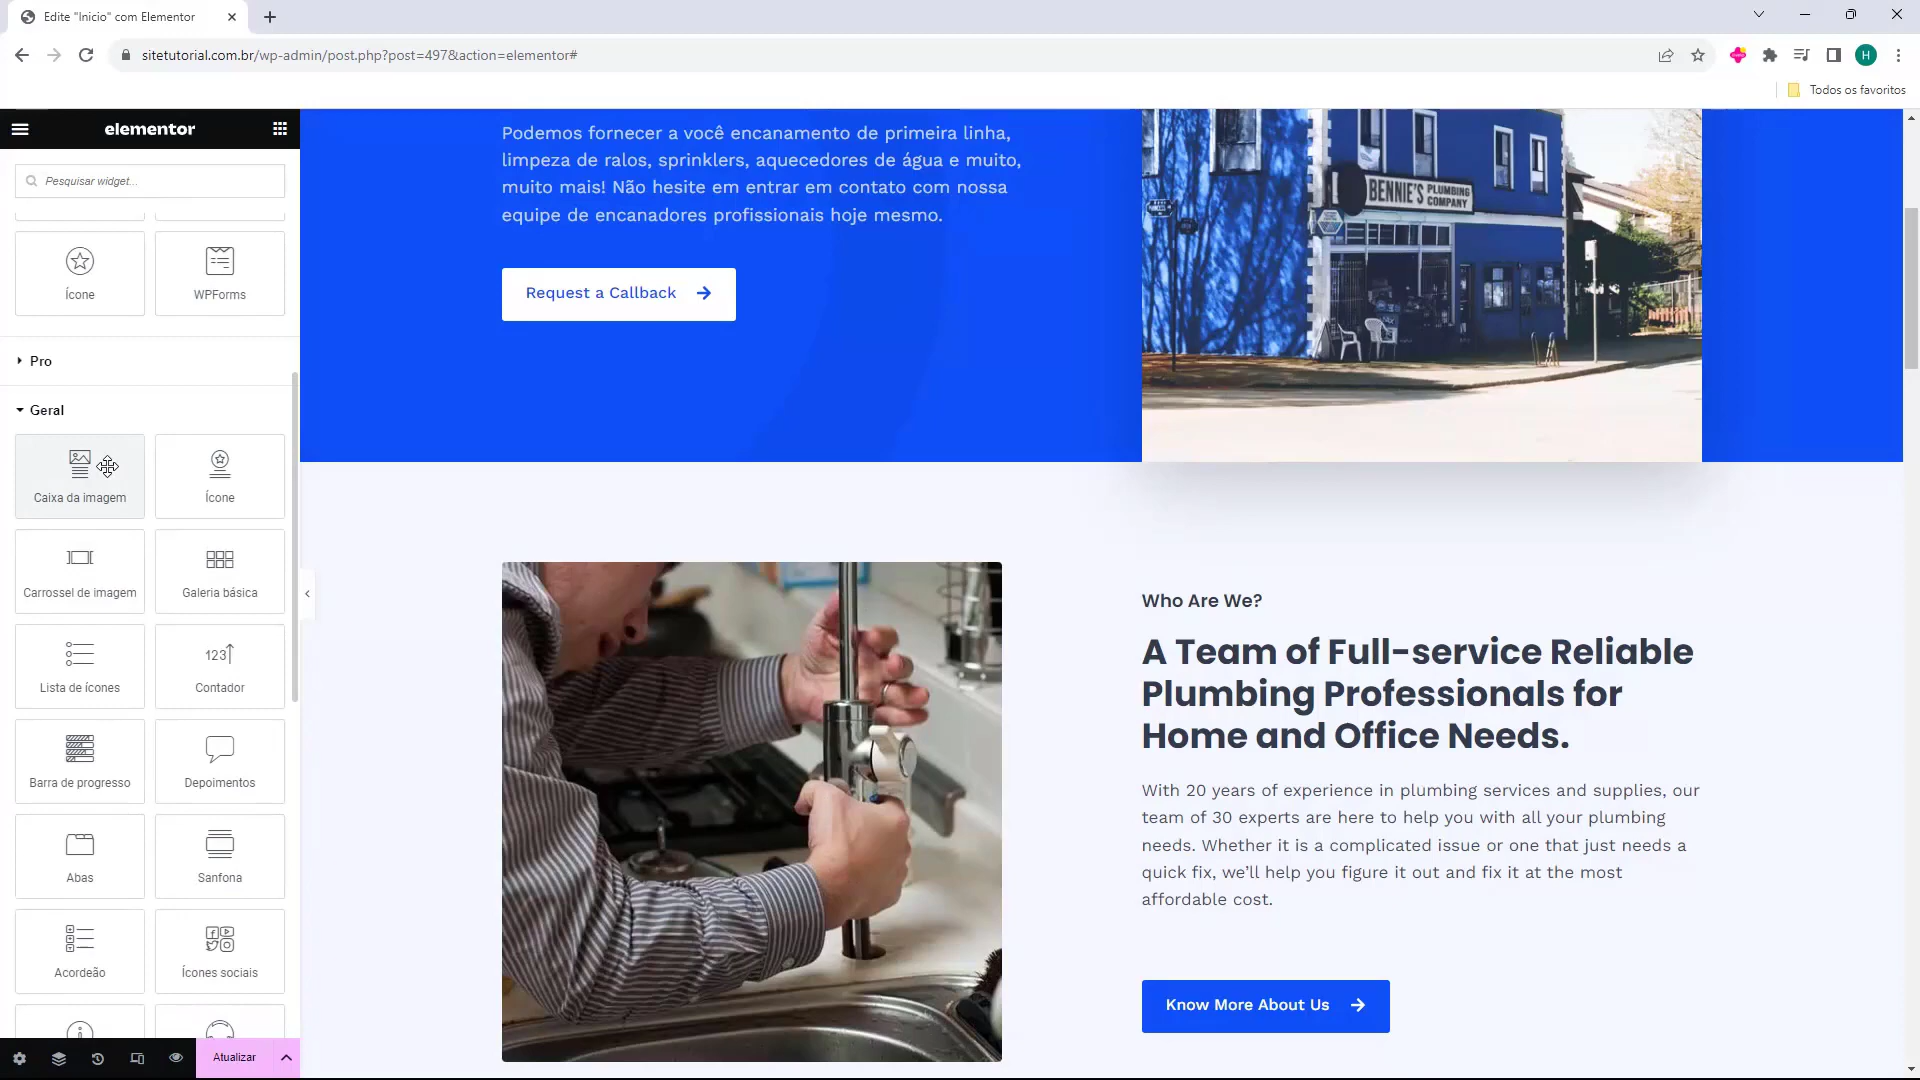 Edite "Inicio" com Elementor
sitetutorial.com.br/wp-admin/post.php?post=497&action=elementor#
H
Todos os favoritos
elementor
Pesquisar widget...
Ícone
WPForms
Pro
Geral
Caixa da imagem
Ícone
Carrossel de imagem
Galeria básica
Lista de ícones
123
Contador
Barra de progresso
Depoimentos
Abas
Sanfona
Acordeão
Ícones sociais
Atualizar
Podemos fornecer a você encanamento de primeira linha,
limpeza de ralos, sprinklers, aquecedores de água e muito,
muito mais! Não hesite em entrar em contato com nossa
equipe de encanadores profissionais hoje mesmo.
Request a Callback
BENNIE'S PLUMBING
COMPANY
Who Are We?
A Team of Full-service Reliable
Plumbing Professionals for
Home and Office Needs.
With 20 years of experience in plumbing services and supplies, our
team of 30 experts are here to help you with all your plumbing
needs. Whether it is a complicated issue or one that just needs a
quick fix, we’ll help you figure it out and fix it at the most
affordable cost.
Know More About Us